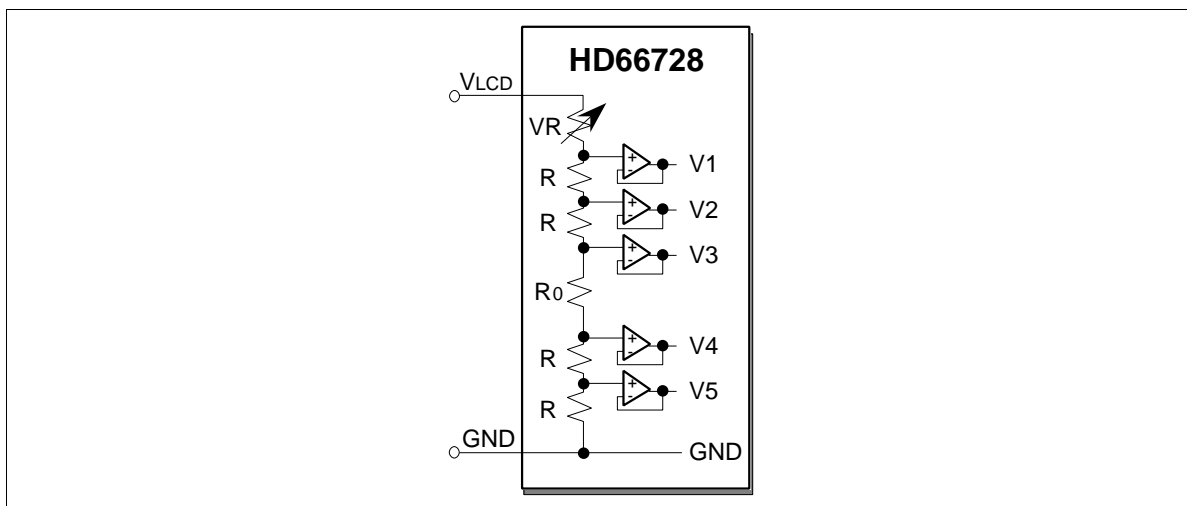 HD66728
VLCD
VR
+
-
V1
R
+
-
V2
R
+
-
V3
R0
+
-
V4
R
+
-
V5
R
GND
GND